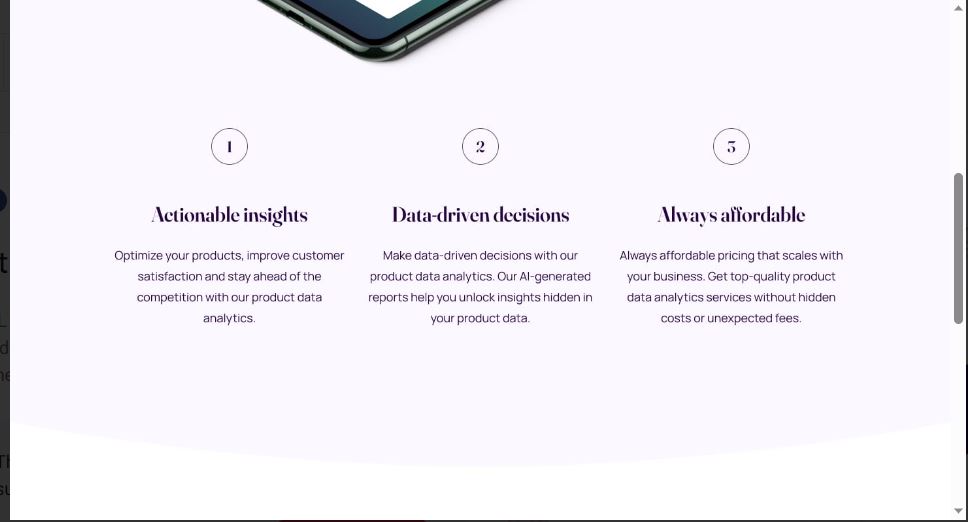 1
2
3
Actionable insights
Data-driven decisions
Always affordable
Optimize your products, improve customer
satisfaction and stay ahead of the
competition with our product data
analytics.
Make data-driven decisions with our
product data analytics. Our AI-generated
reports help you unlock insights hidden in
your product data.
Always affordable pricing that scales with
your business. Get top-quality product
data analytics services without hidden
costs or unexpected fees.